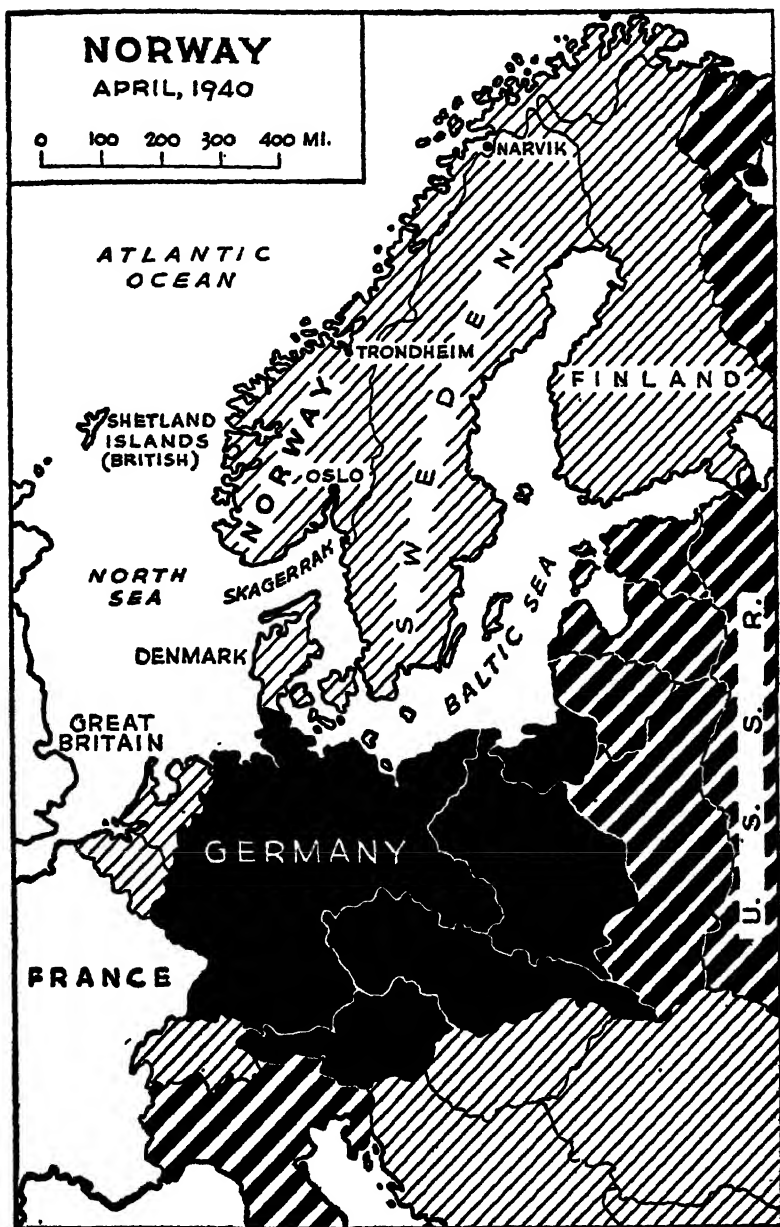 NORWAY
APRIL, 1940
0 100 200 300 400 MI.
NARVIK
ATLANTIC
OCEAN
SWEDEN
TRONDHEIM
FINLAND
SHETLAND
ISLANDS
(BRITISH)
NORWAY
OSLO
SKAGERRAK
NORTH
SEA
DENMARK
BALTIC SEA
U. S. S. R.
GREAT
BRITAIN
GERMANY
FRANCE